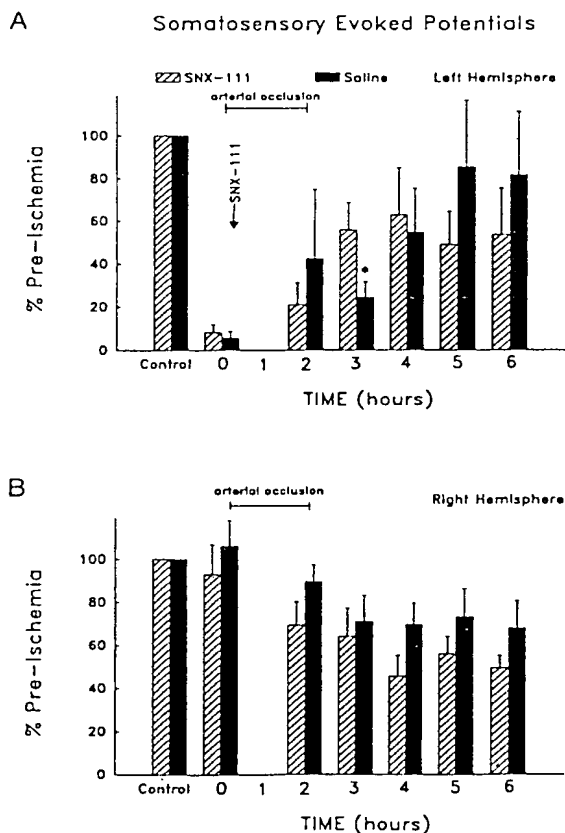 A
Somatosensory Evoked Potentials
SNX-111 Saline Left Hemisphere
arterial occlusion
100
80
60
40
20
0
% Pre-Ischemia
SNX-111
*
Control 0 1 2 3 4 5 6
TIME (hours)
B
arterial occlusion
Right Hemisphere
100
80
60
40
20
0
% Pre-Ischemia
Control 0 1 2 3 4 5 6
TIME (hours)